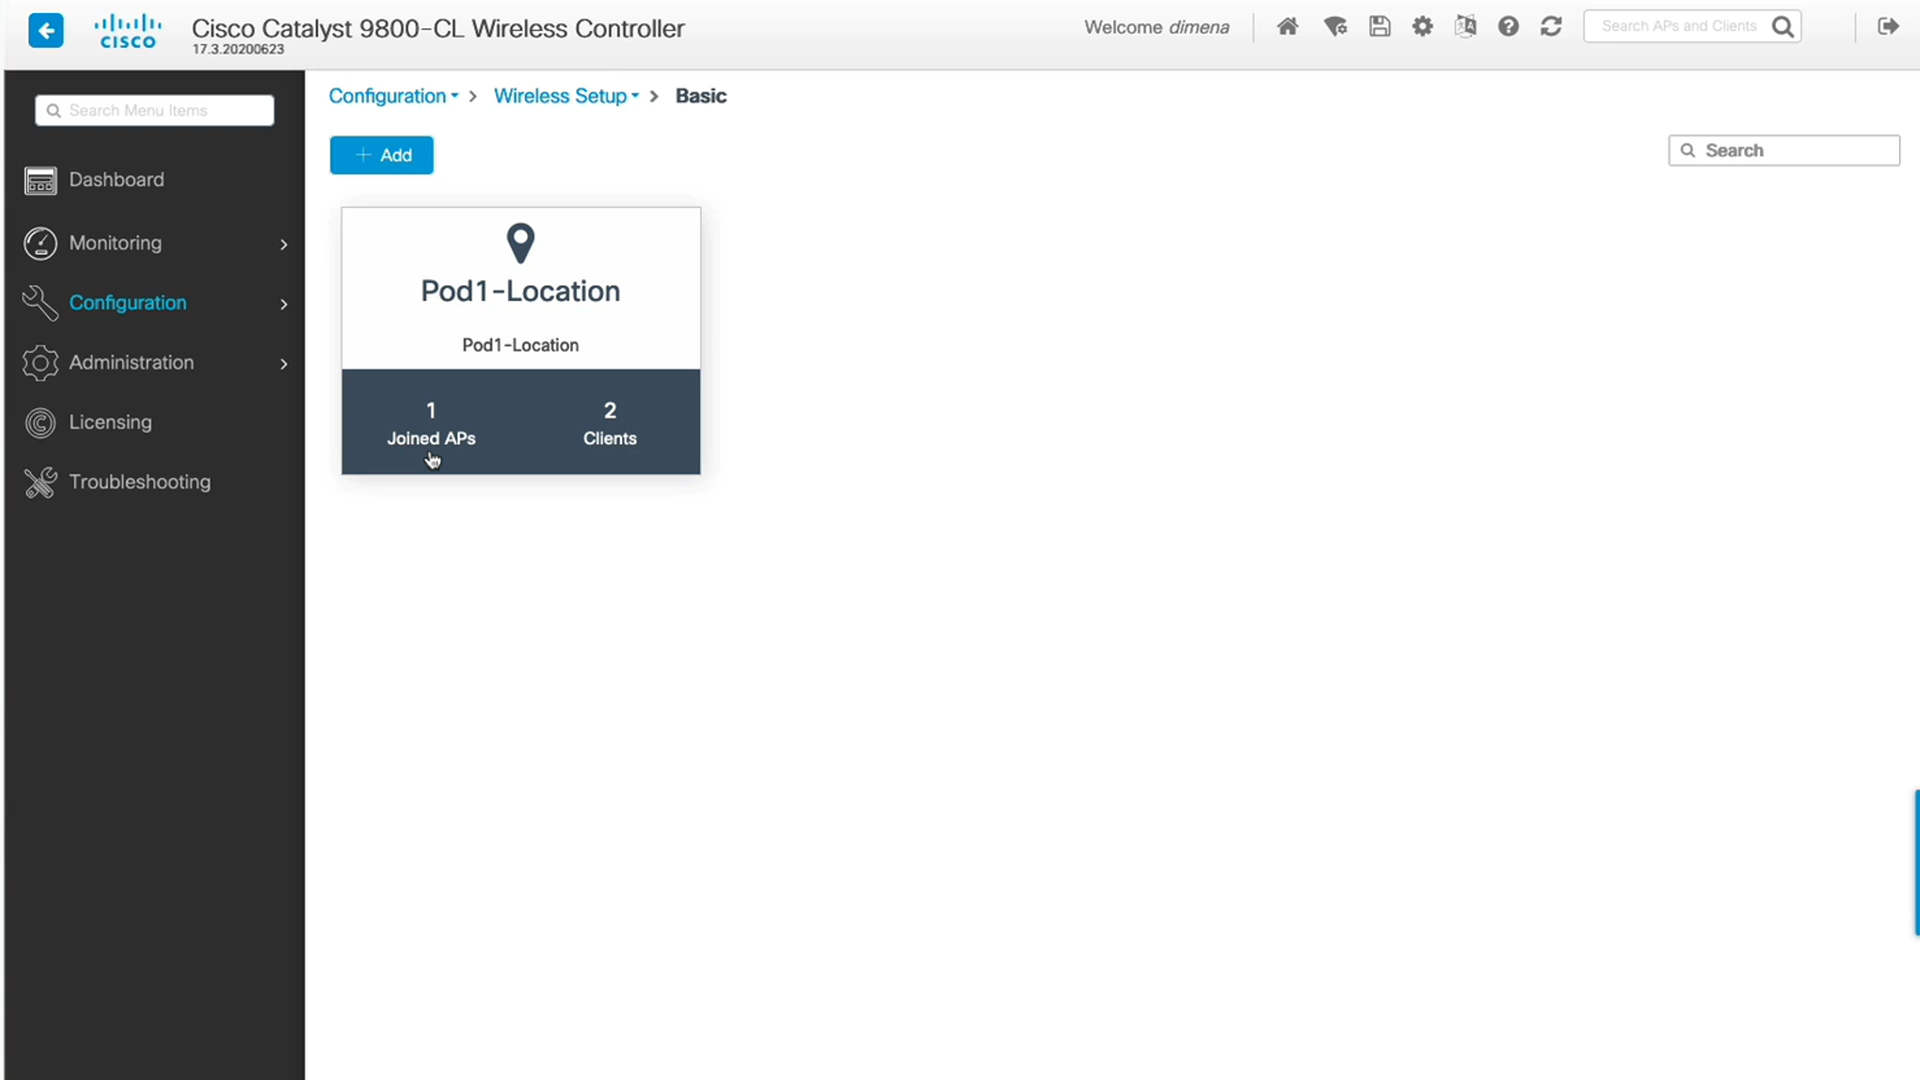 CISCO
Cisco Catalyst 9800-CL Wireless Controller
17.3.20200623
Welcome dimena
Search APs and Clients
Search Menu Items
Dashboard
Monitoring
Configuration
Administration
Licensing
Troubleshooting
Configuration > Wireless Setup > Basic
+ Add
Search
Pod1-Location
Pod1-Location
1 2
Joined APs Clients